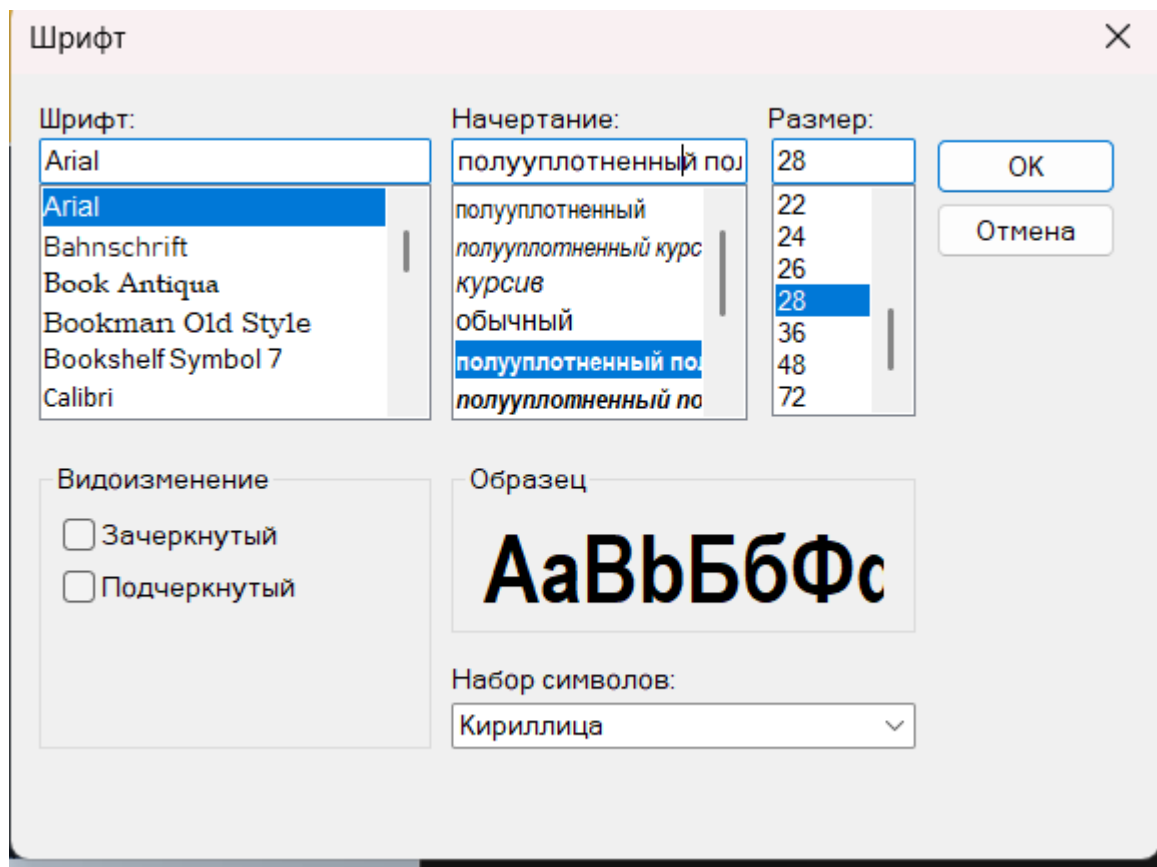 Шрифт
Шрифт:
Arial
Arial
Bahnschrift
Book Antiqua
Bookman Old Style
Bookshelf Symbol 7
Calibri
Начертание:
полууплотненный пол
полууплотненный
полууплотненный курс
курсив
обычный
полууплотненный пол
полууплотненный по
Размер:
28
22
24
26
28
36
48
72
OK
Отмена
Видоизменение
Зачеркнутый
Подчеркнутый
Образец
АаВbБбФ
Набор символов:
Кириллица